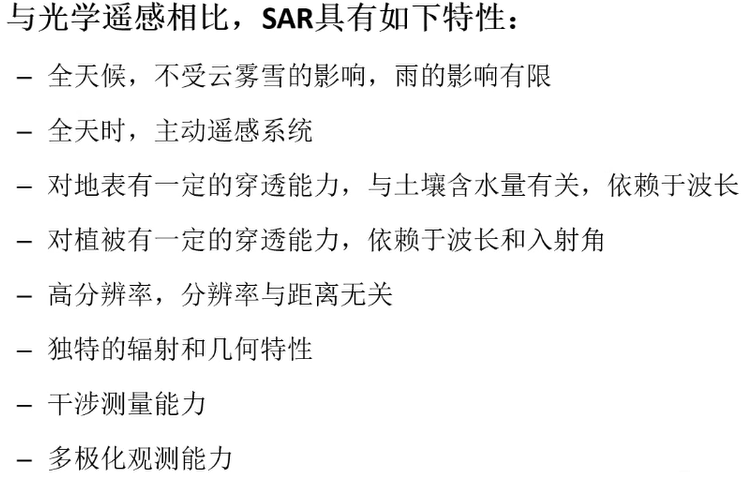 与光学遥感相比，SAR具有如下特性：
– 全天候，不受云雾雪的影响，雨的影响有限
– 全天时，主动遥感系统
– 对地表有一定的穿透能力，与土壤含水量有关，依赖于波长
– 对植被有一定的穿透能力，依赖于波长和入射角
– 高分辨率，分辨率与距离无关
– 独特的辐射和几何特性
– 干涉测量能力
– 多极化观测能力